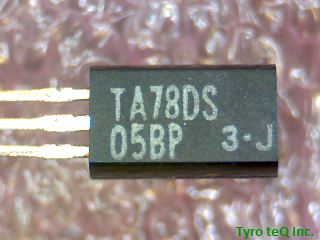 TA78DS
05BP 3-J
Tyro teQ Inc.